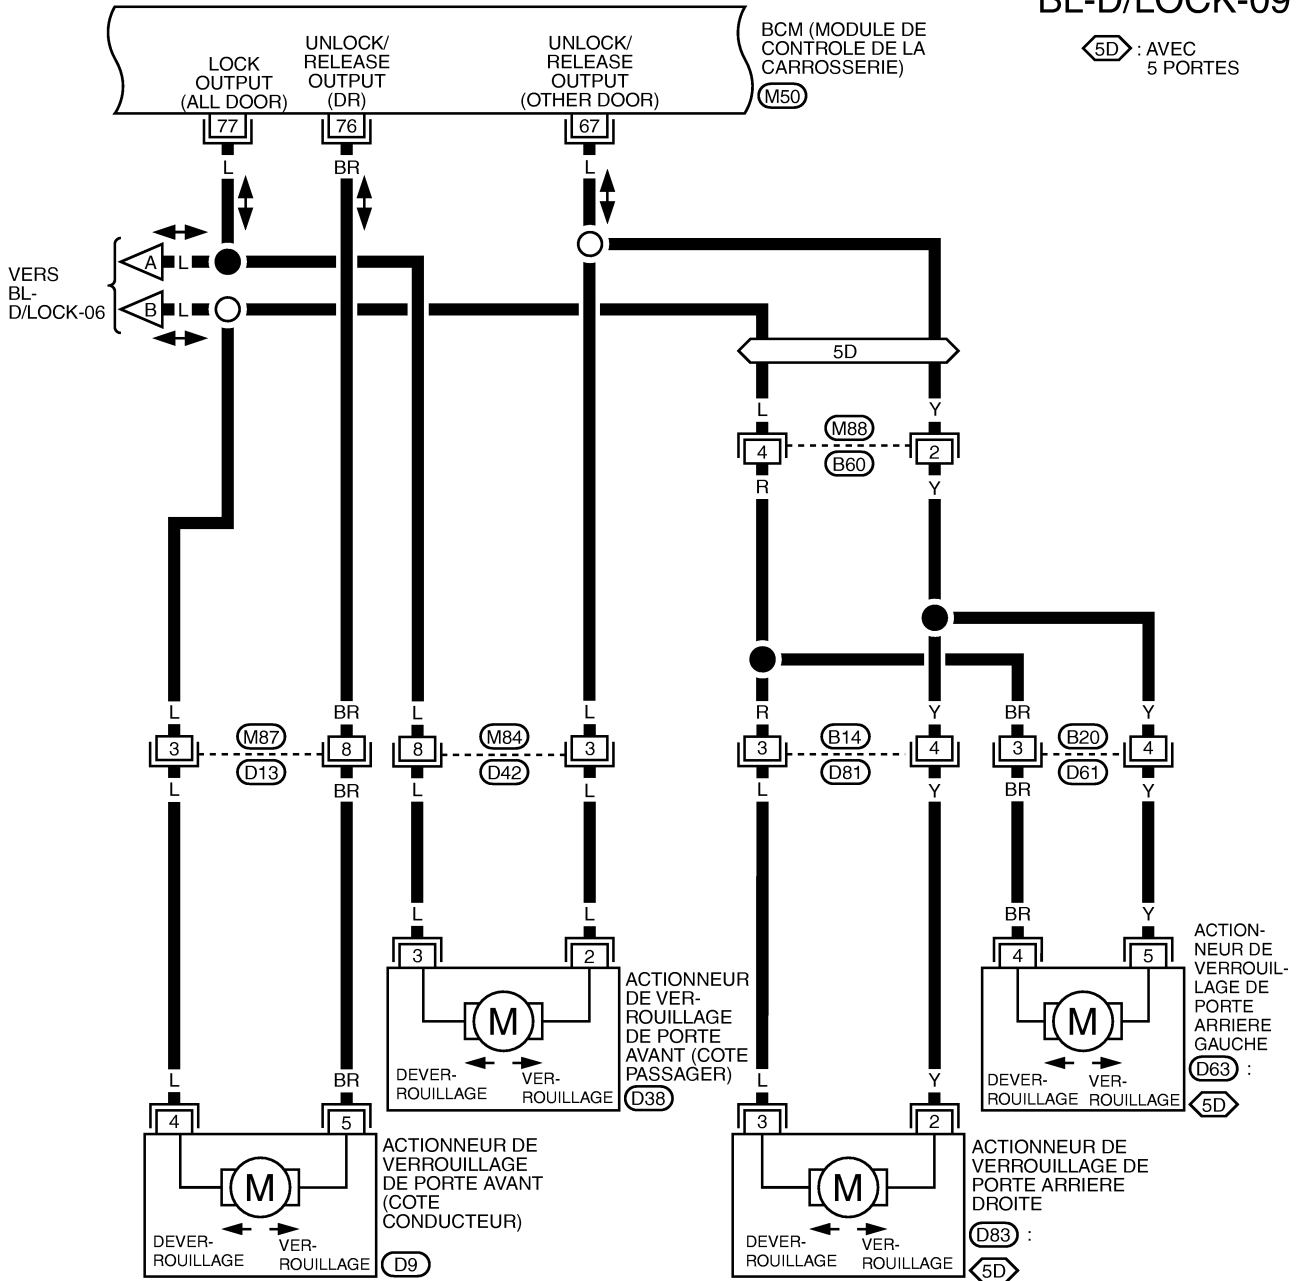 BL-D/LOCK-09
5D : AVEC
5 PORTES
BCM (MODULE DE
CONTROLE DE LA
CARROSSERIE)
M50
LOCK
OUTPUT
(ALL DOOR)
UNLOCK/
RELEASE
OUTPUT
(DR)
UNLOCK/
RELEASE
OUTPUT
(OTHER DOOR)
77 76 67
L BR L
VERS
BL-
D/LOCK-06
A L
B L
5D
L Y
4 M88 2
B60
R Y
L BR L L R Y BR Y
3 M87 8 8 M84 3 3 B14 4 3 B20 4
D13 D42 D81 D61
L BR L L L Y BR Y
L L BR Y
3 2 4 5
M M
DEVER-
ROUILLAGE
VER-
ROUILLAGE
ACTIONNEUR
DE VER-
ROUILLAGE
DE PORTE
AVANT (COTE
PASSAGER)
D38
DEVER-
ROUILLAGE
VER-
ROUILLAGE
ACTION-
NEUR DE
VERROUIL-
LAGE DE
PORTE
ARRIERE
GAUCHE
D63 :
5D
L BR L Y
4 5 3 2
M M
DEVER-
ROUILLAGE
VER-
ROUILLAGE
ACTIONNEUR DE
VERROUILLAGE
DE PORTE AVANT
(COTE
CONDUCTEUR)
D9
DEVER-
ROUILLAGE
VER-
ROUILLAGE
ACTIONNEUR DE
VERROUILLAGE DE
PORTE ARRIERE
DROITE
D83 :
5D